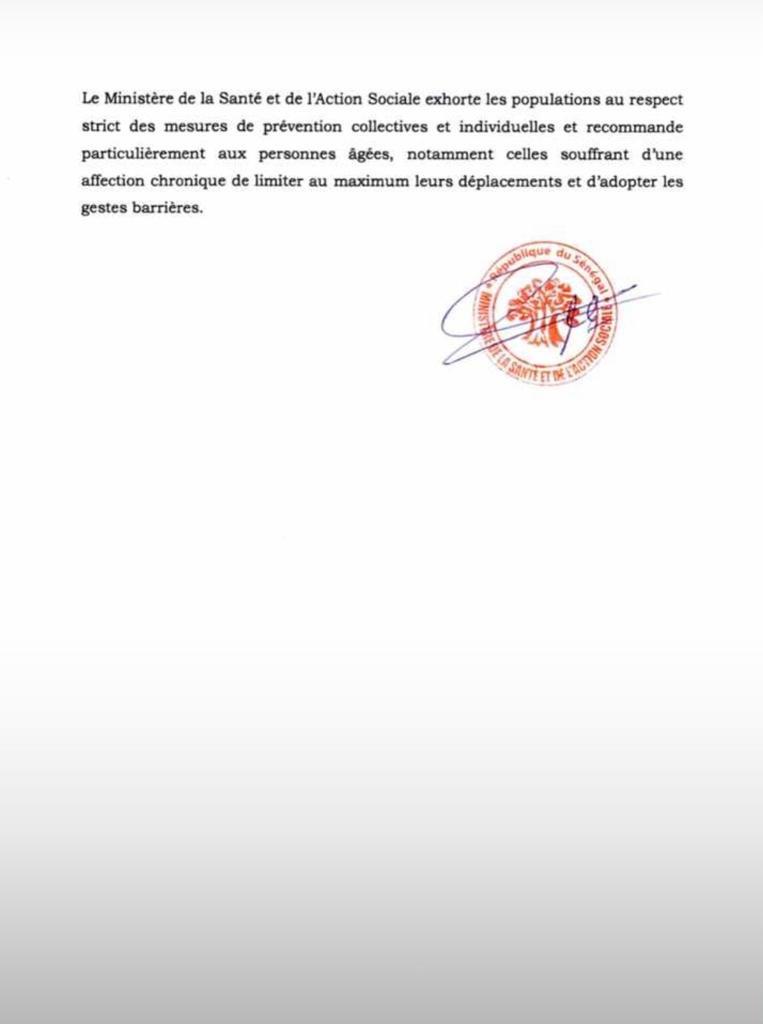 Le Ministère de la Santé et de l'Action Sociale exhorte les populations au respect
strict des mesures de prévention collectives et individuelles et recommande
particulièrement aux personnes âgées, notamment celles souffrant d'une
affection chronique de limiter au maximum leurs déplacements et d'adopter les
gestes barrières.
République du Sénégal
MINISTERE DE LA SANTÉ ET DE L'ACTION SOCIALE